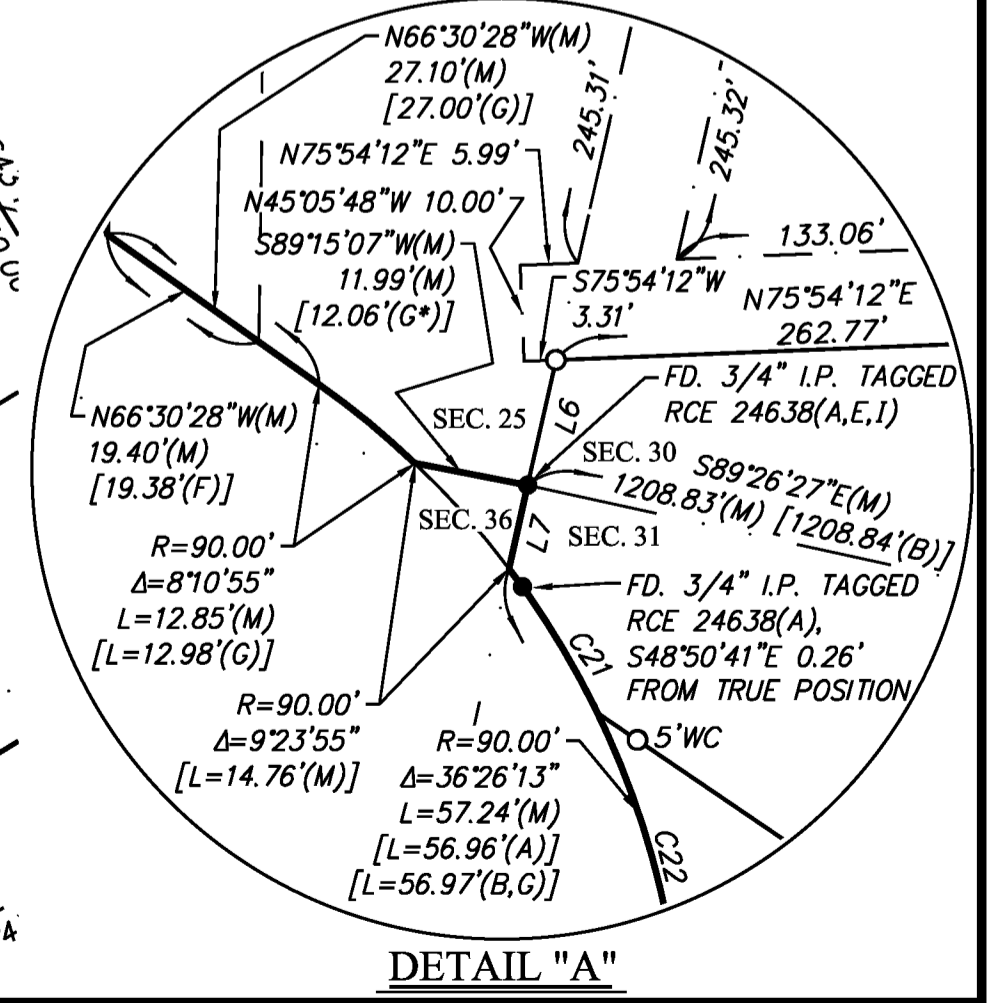 N66°30'28"W(M)
27.10'(M)
[27.00'(G)]
245.31'
245.32'
N75°54'12"E 5.99'
N45°05'48"W 10.00'
S89°15'07"W(M)
11.99'(M)
[12.06'(G*)]
133.06'
S75°54'12"W
3.31'
N75°54'12"E
262.77'
FD. 3/4" I.P. TAGGED
RCE 24638(A,E,I)
N66°30'28"W(M)
19.40'(M)
[19.38'(F)]
SEC. 25
L6
SEC. 30
S89°26'27"E(M)
1208.83'(M) [1208.84'(B)]
SEC. 36
L7
SEC. 31
R=90.00'
Δ=8°10'55"
L=12.85'(M)
[L=12.98'(G)]
FD. 3/4" I.P. TAGGED
RCE 24638(A),
S48°50'41"E 0.26'
FROM TRUE POSITION
C21
R=90.00'
Δ=9°23'55"
[L=14.76'(M)]
5'WC
R=90.00'
Δ=36°26'13"
L=57.24'(M)
[L=56.96'(A)]
[L=56.97'(B,G)]
C22
DETAIL "A"